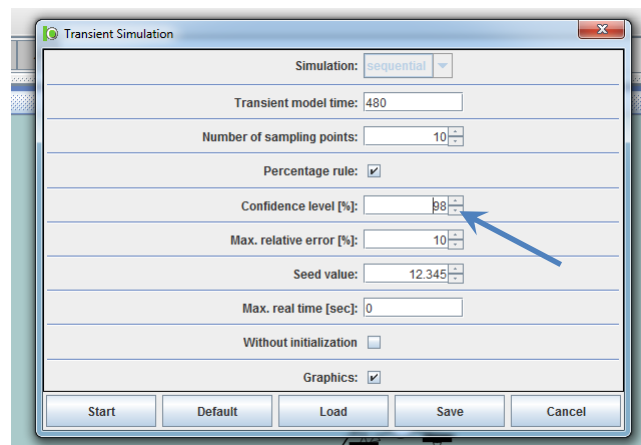 Transient Simulation
Simulation: sequential
Transient model time: 480
Number of sampling points: 10
Percentage rule:
Confidence level [%]: 98
Max. relative error [%]: 10
Seed value: 12.345
Max. real time [sec]: 0
Without initialization
Graphics:
Start Default Load Save Cancel